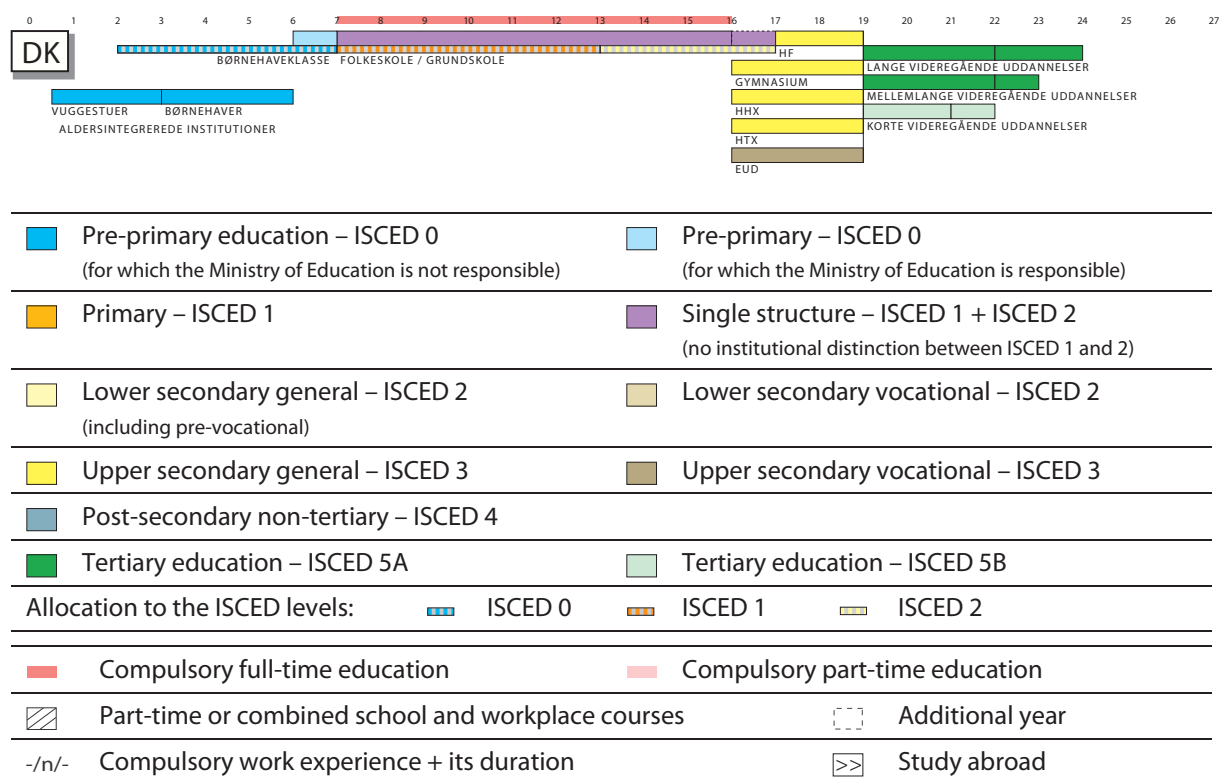 0 1 2 3 4 5 6 7 8 9 10 11 12 13 14 15 16 17 18 19 20 21 22 23 24 25 26 27
DK
BØRNEHAVEKLASSE FOLKESKOLE / GRUNDSKOLE
HF
LANGE VIDEREGÅENDE UDDANNELSER
GYMNASIUM
MELLEMLANGE VIDEREGÅENDE UDDANNELSER
VUGGESTUER BØRNEHAVER
HHX
KORTE VIDEREGÅENDE UDDANNELSER
ALDERSINTEGREREDE INSTITUTIONER
HTX
EUD
Pre-primary education – ISCED 0
(for which the Ministry of Education is not responsible)
Pre-primary – ISCED 0
(for which the Ministry of Education is responsible)
Primary – ISCED 1
Single structure – ISCED 1 + ISCED 2
(no institutional distinction between ISCED 1 and 2)
Lower secondary general – ISCED 2
(including pre-vocational)
Lower secondary vocational – ISCED 2
Upper secondary general – ISCED 3
Upper secondary vocational – ISCED 3
Post-secondary non-tertiary – ISCED 4
Tertiary education – ISCED 5A
Tertiary education – ISCED 5B
Allocation to the ISCED levels: ISCED 0 ISCED 1 ISCED 2
Compulsory full-time education
Compulsory part-time education
Part-time or combined school and workplace courses
Additional year
-/n/- Compulsory work experience + its duration
>> Study abroad